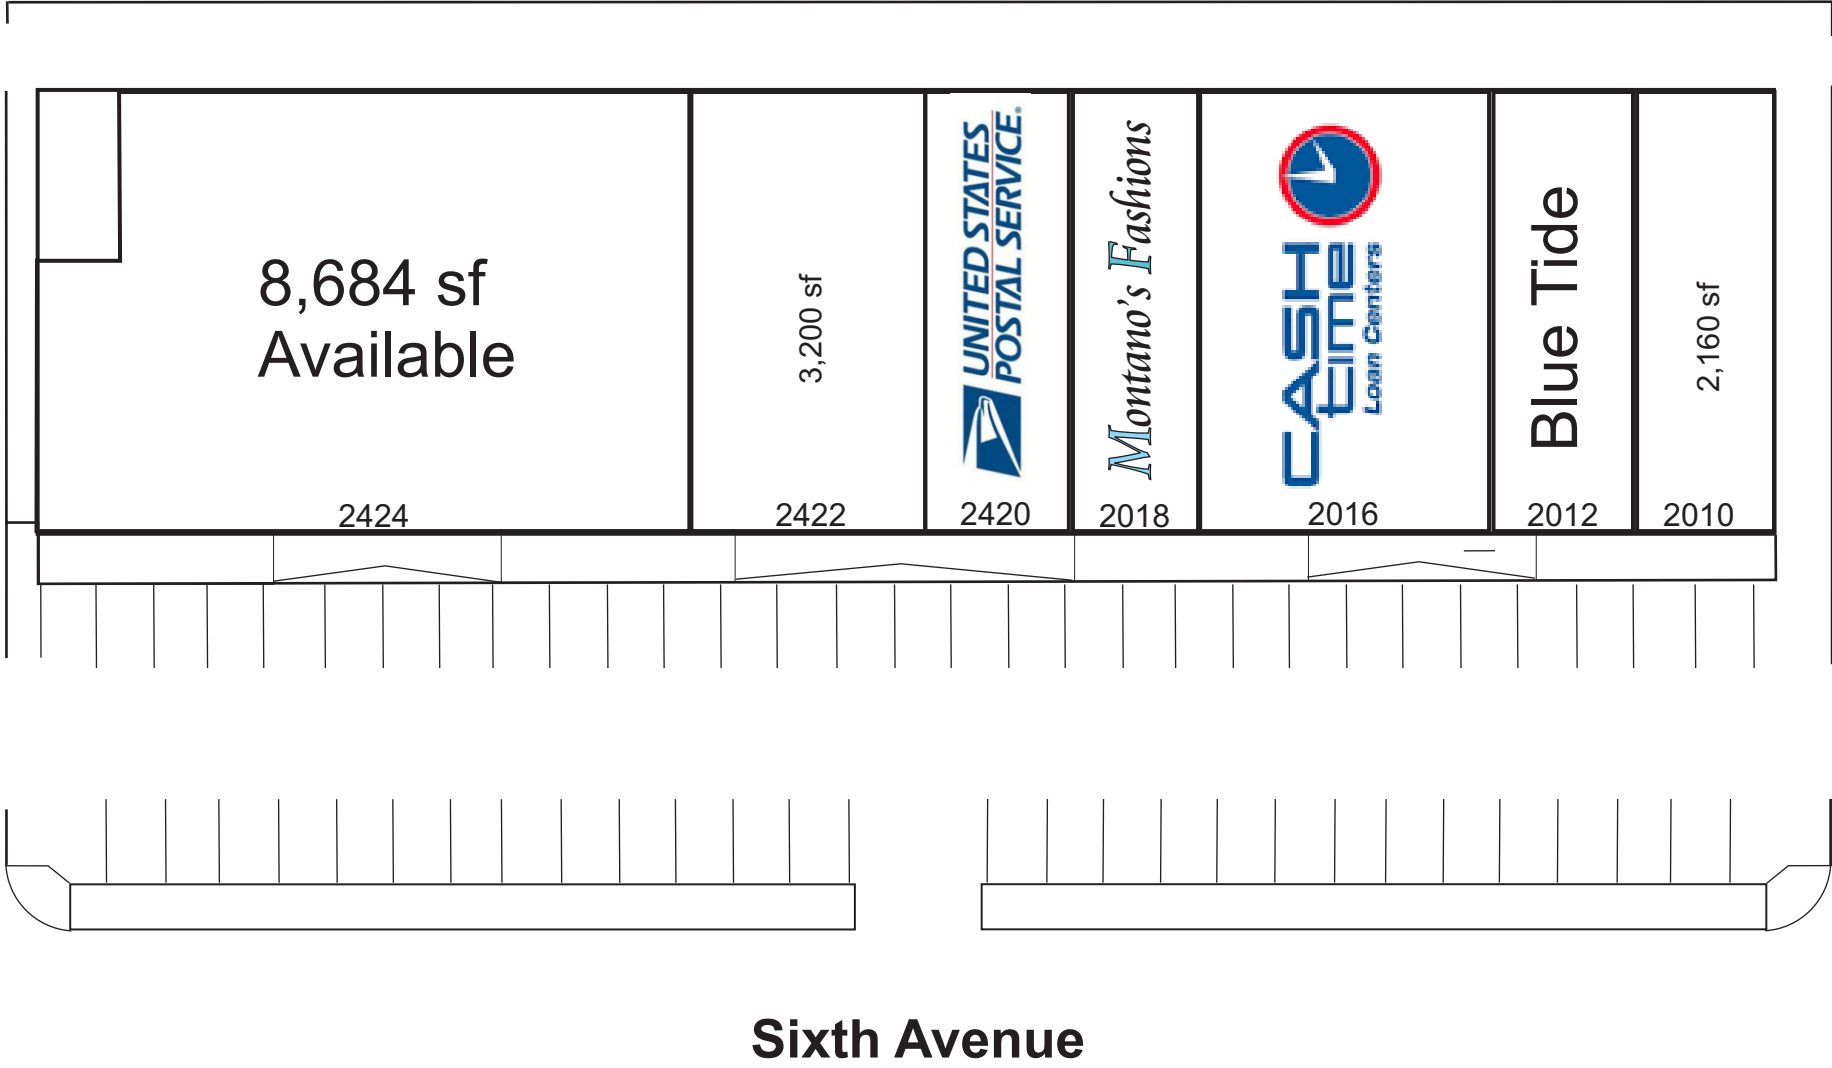 8,684 sf
Available
3,200 sf
UNITED STATES
POSTAL SERVICE®
Montano's Fashions
CASH
time
Loan Centers
Blue Tide
2,160 sf
2424
2422
2420
2018
2016
2012
2010
Sixth Avenue